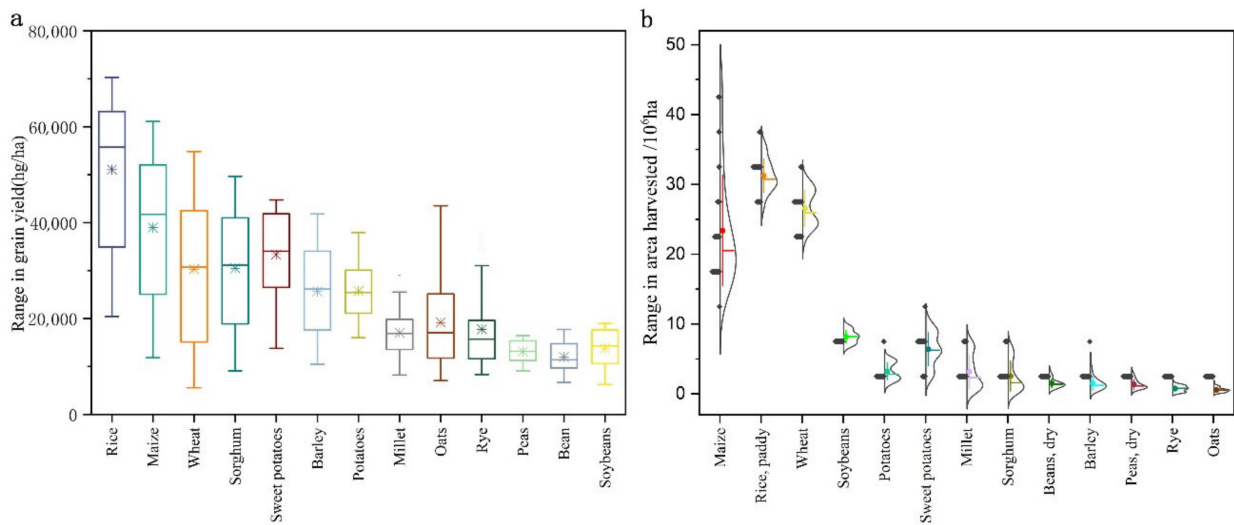 a
80,000
60,000
40,000
20,000
0
Range in grain yield(hg/ha)
Rice
Maize
Wheat
Sorghum
Sweet potatoes
Barley
Potatoes
Millet
Oats
Rye
Peas
Bean
Soybeans
b
50
40
30
20
10
0
Range in area harvested /10⁶ha
Maize
Rice, paddy
Wheat
Soybeans
Potatoes
Sweet potatoes
Millet
Sorghum
Beans, dry
Barley
Peas, dry
Rye
Oats